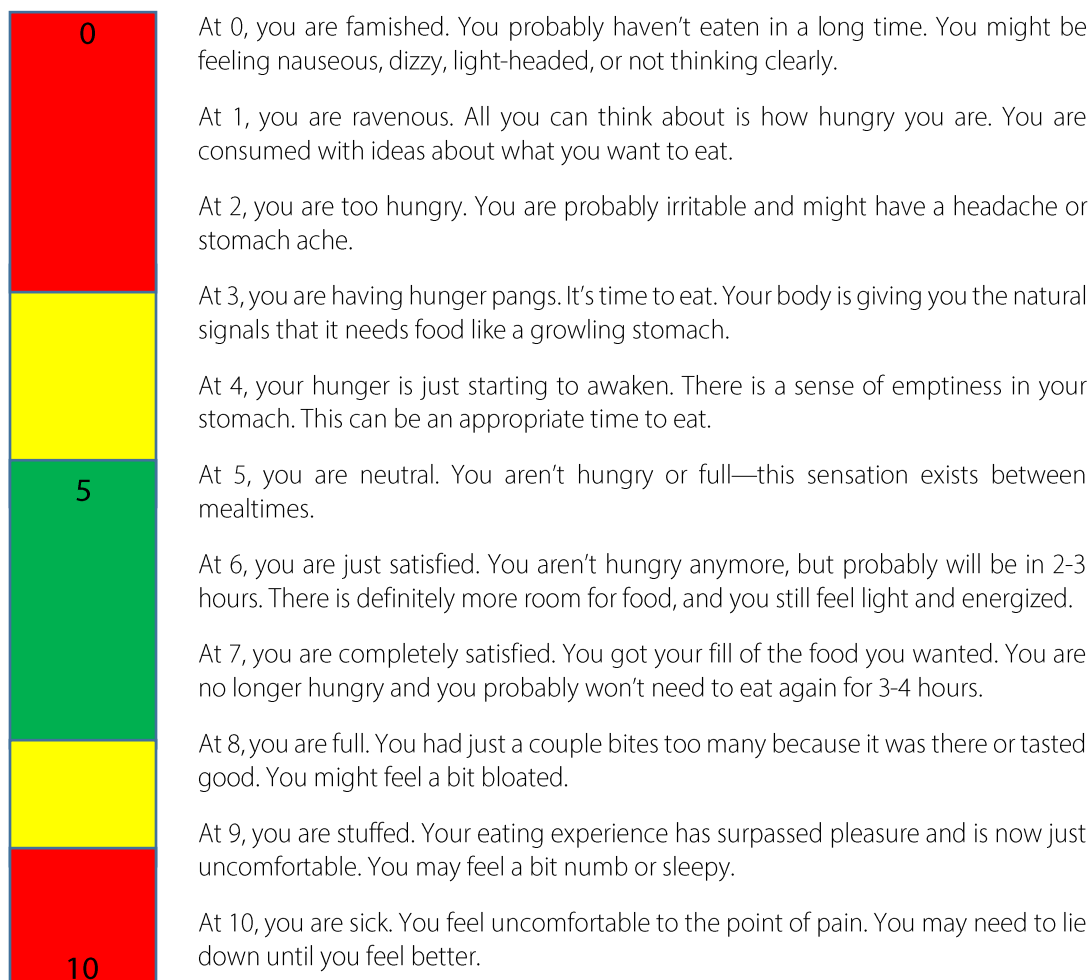 0
At 0, you are famished. You probably haven’t eaten in a long time. You might be
feeling nauseous, dizzy, light-headed, or not thinking clearly.
At 1, you are ravenous. All you can think about is how hungry you are. You are
consumed with ideas about what you want to eat.
At 2, you are too hungry. You are probably irritable and might have a headache or
stomach ache.
At 3, you are having hunger pangs. It’s time to eat. Your body is giving you the natural
signals that it needs food like a growling stomach.
At 4, your hunger is just starting to awaken. There is a sense of emptiness in your
stomach. This can be an appropriate time to eat.
5
At 5, you are neutral. You aren’t hungry or full—this sensation exists between
mealtimes.
At 6, you are just satisfied. You aren’t hungry anymore, but probably will be in 2-3
hours. There is definitely more room for food, and you still feel light and energized.
At 7, you are completely satisfied. You got your fill of the food you wanted. You are
no longer hungry and you probably won’t need to eat again for 3-4 hours.
At 8, you are full. You had just a couple bites too many because it was there or tasted
good. You might feel a bit bloated.
At 9, you are stuffed. Your eating experience has surpassed pleasure and is now just
uncomfortable. You may feel a bit numb or sleepy.
At 10, you are sick. You feel uncomfortable to the point of pain. You may need to lie
down until you feel better.
10